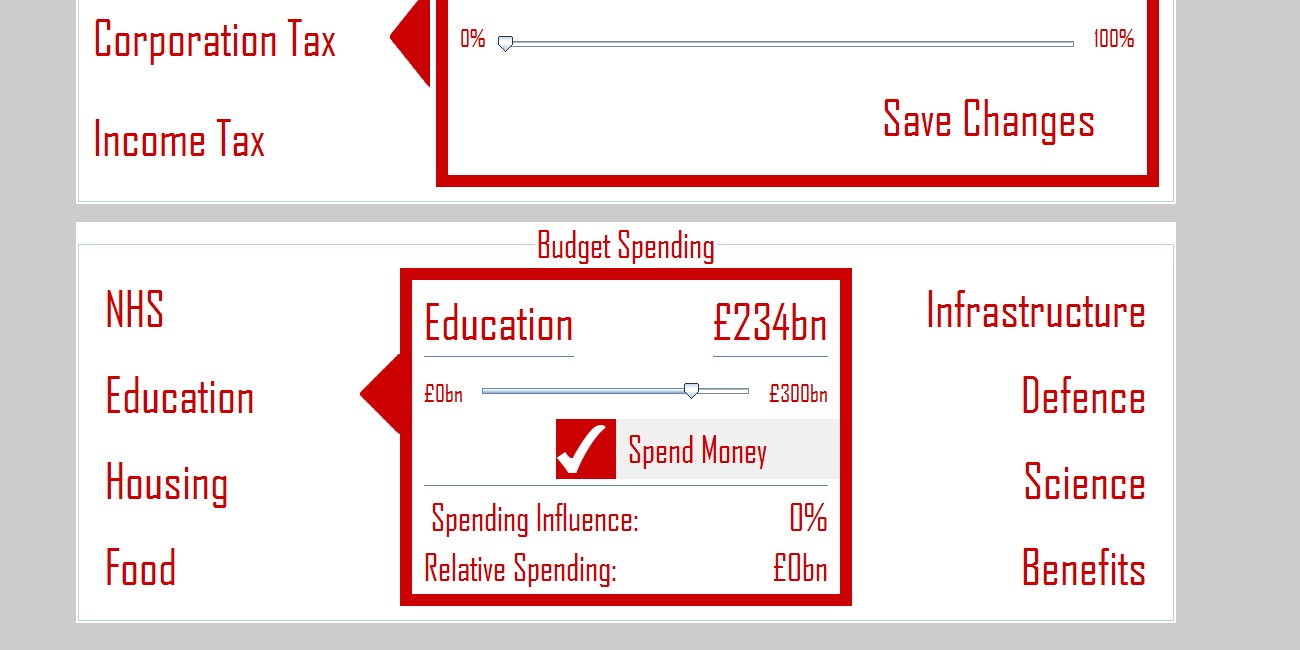 Corporation Tax
0% 100%
Save Changes
Income Tax
Budget Spending
NHS
Education
Housing
Food
Education £234bn
£0bn £300bn
Spend Money
Spending Influence: 0%
Relative Spending: £0bn
Infrastructure
Defence
Science
Benefits